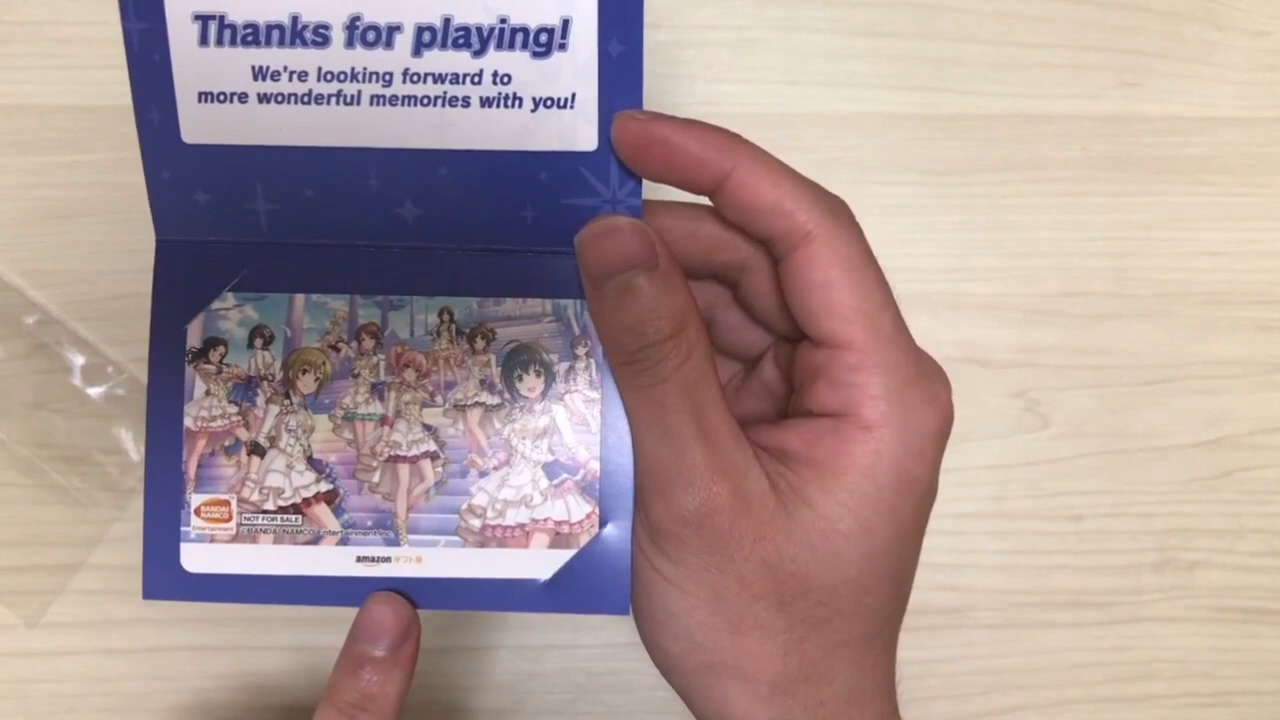 Thanks for playing!
We're looking forward to
more wonderful memories with you!
BANDAI
NAMCO
Entertainment
NOT FOR SALE
©BANDAI NAMCO Entertainment Inc.
amazon ギフト券